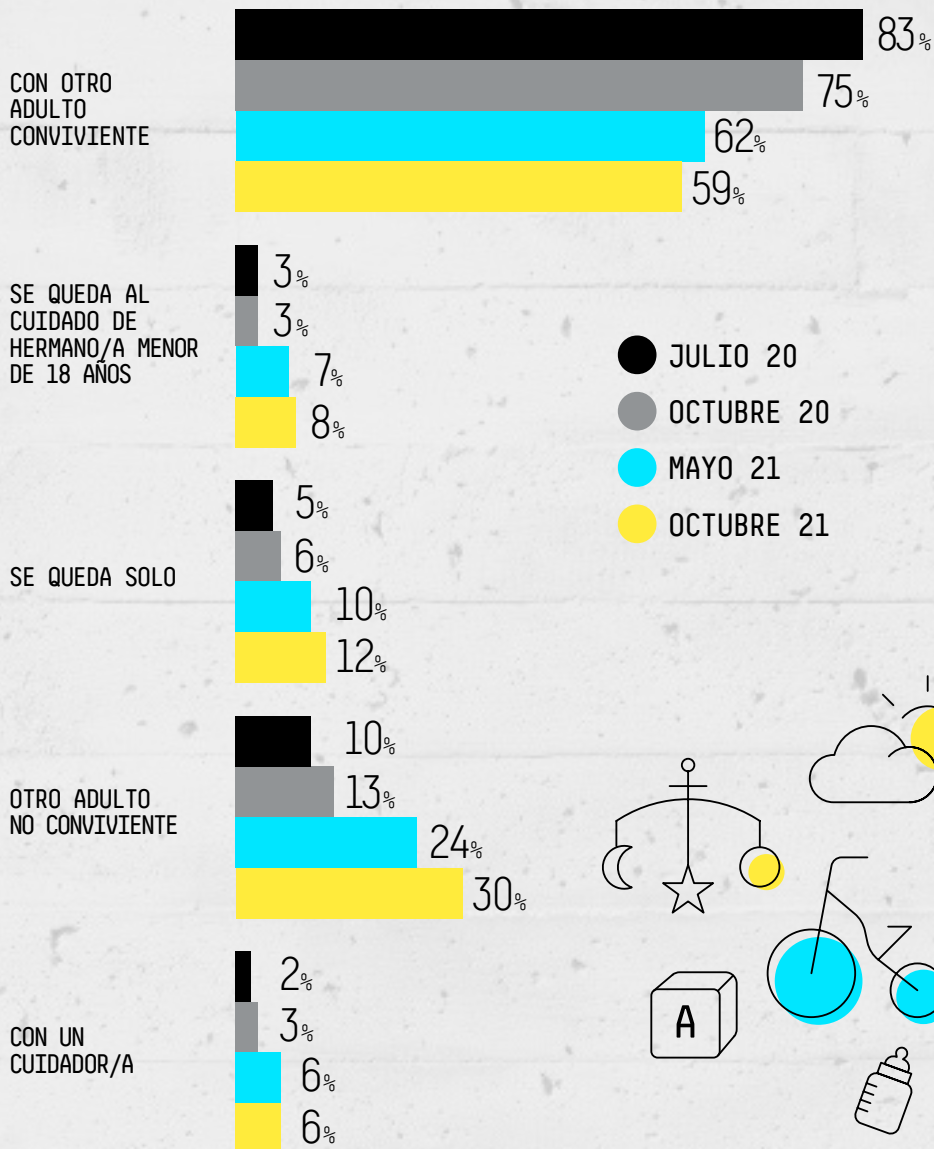 83%
CON OTRO
ADULTO
CONVIVIENTE
75%
62%
59%
SE QUEDA AL
CUIDADO DE
HERMANO/A MENOR
DE 18 AÑOS
3%
3%
7%
8%
JULIO 20
OCTUBRE 20
MAYO 21
OCTUBRE 21
SE QUEDA SOLO
5%
6%
10%
12%
OTRO ADULTO
NO CONVIVIENTE
10%
13%
24%
30%
CON UN
CUIDADOR/A
2%
3%
6%
6%
A